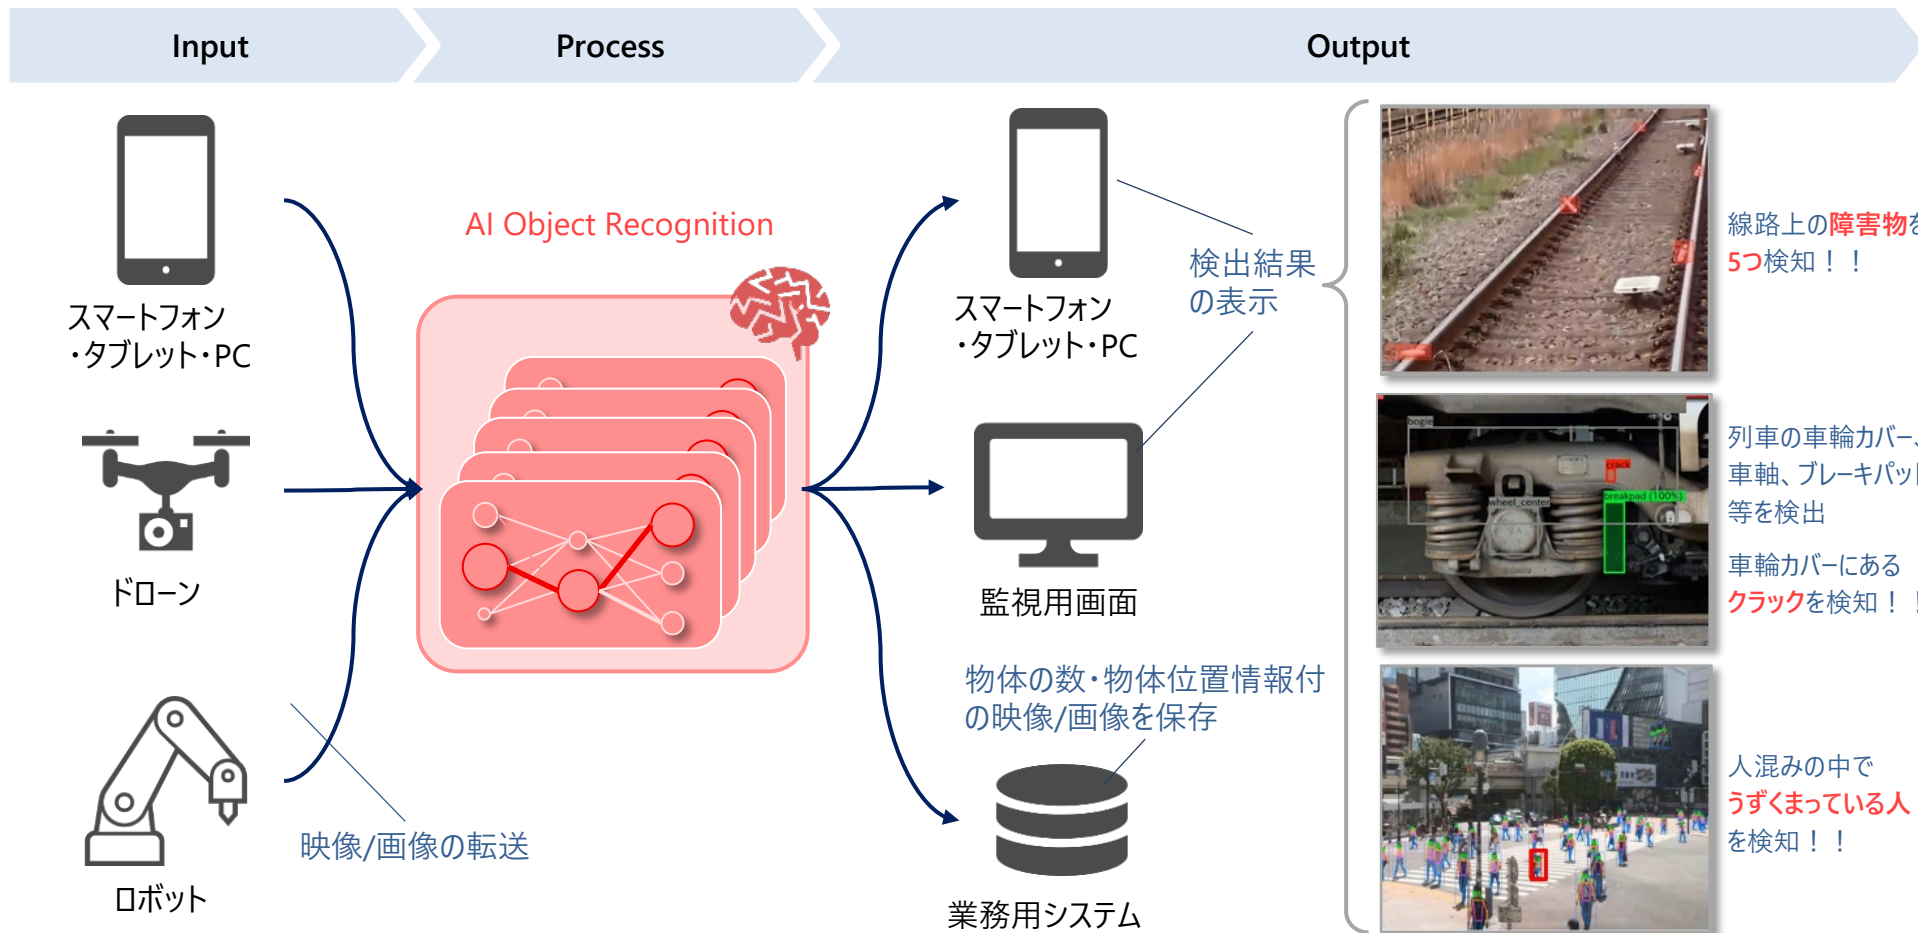 Input
Process
Output
スマートフォン
・タブレット・PC
ドローン
ロボット
映像/画像の転送
AI Object Recognition
スマートフォン
・タブレット・PC
検出結果
の表示
監視用画面
物体の数・物体位置情報付
の映像/画像を保存
業務用システム
線路上の障害物を
5つ検知！！
bogie
crack
breakpad (100%)
wheel_center
列車の車輪カバー、
車軸、ブレーキパッド
等を検出
車輪カバーにある
クラックを検知！！
人混みの中で
うずくまっている人
を検知！！